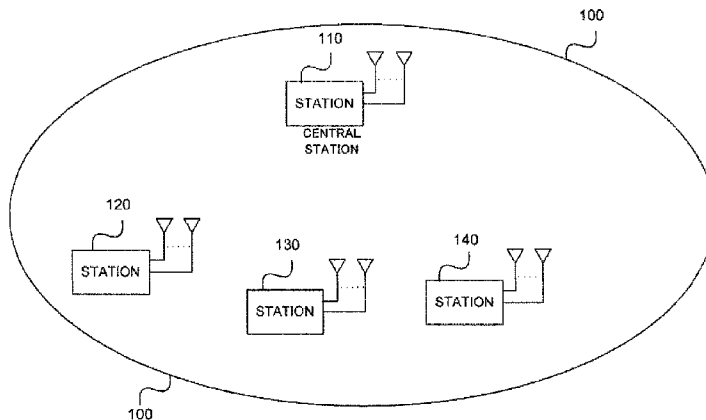 110
100
STATION
CENTRAL
STATION
120
STATION
130
STATION
140
STATION
100